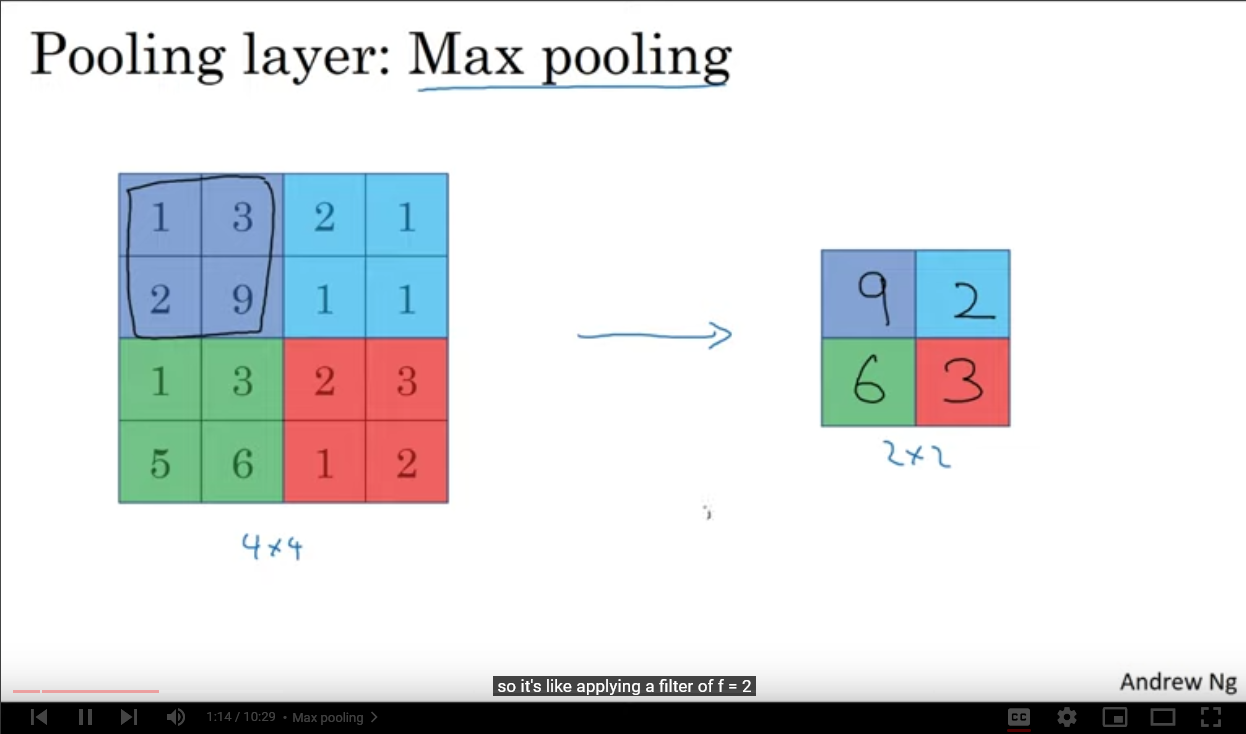 Pooling layer: Max pooling
1 3 2 1
2 9 1 1
1 3 2 3
5 6 1 2
4×4
9 2
6 3
2×2
so it's like applying a filter of f = 2
Andrew Ng
1:14 / 10:29 • Max pooling
CC